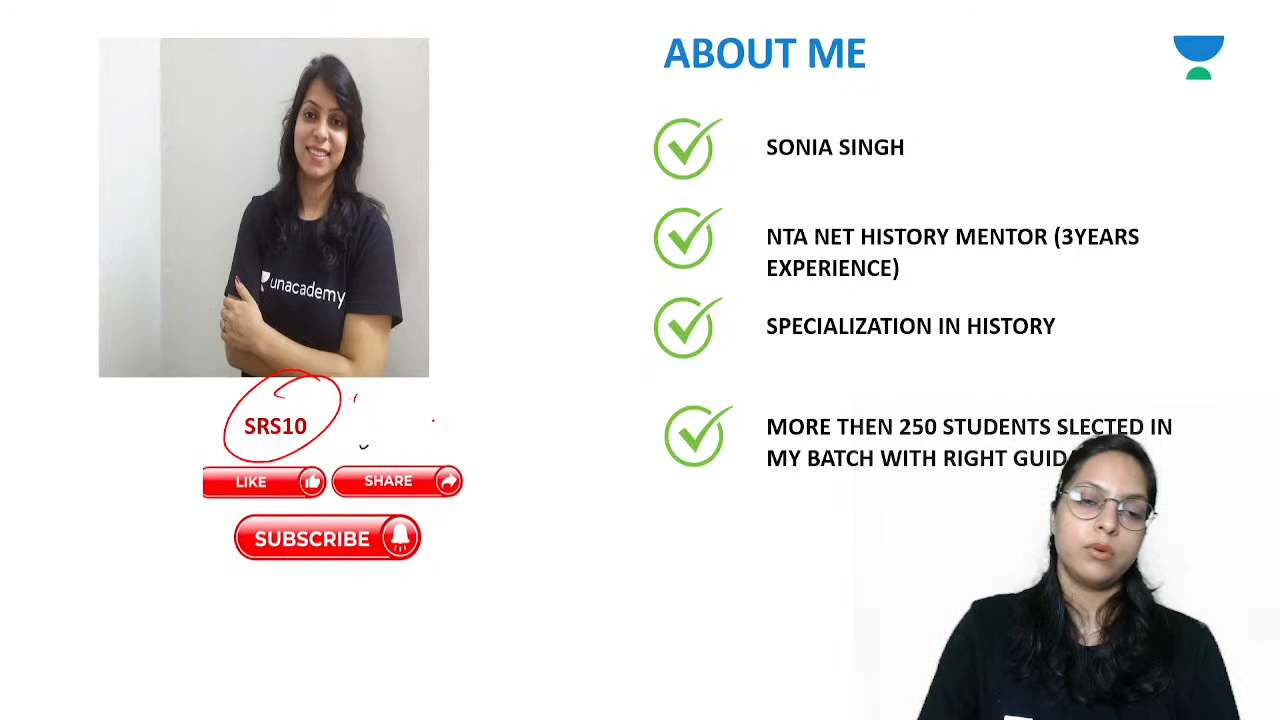 ABOUT ME
SONIA SINGH
NTA NET HISTORY MENTOR (3YEARS
EXPERIENCE)
SPECIALIZATION IN HISTORY
MORE THEN 250 STUDENTS SLECTED IN
MY BATCH WITH RIGHT
unacademy
SRS10
LIKE
SHARE
SUBSCRIBE